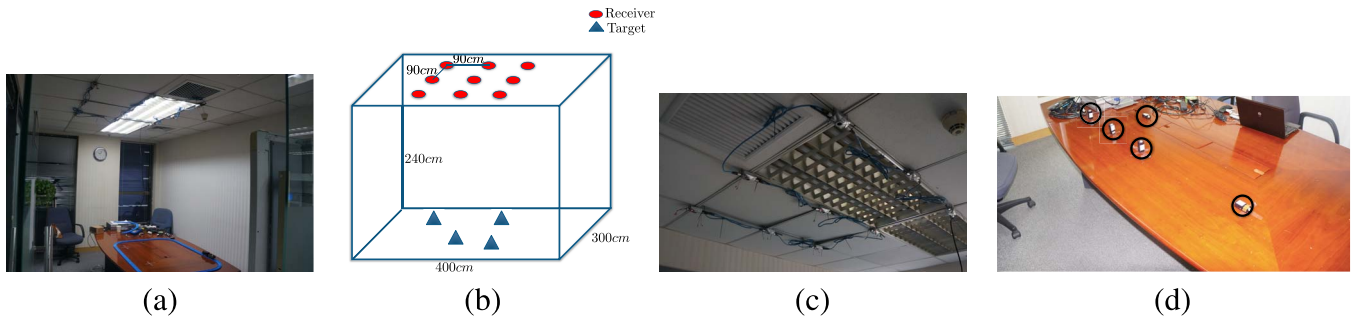 Receiver
Target
90cm
90cm
240cm
300cm
400cm
(a)
(b)
(c)
(d)